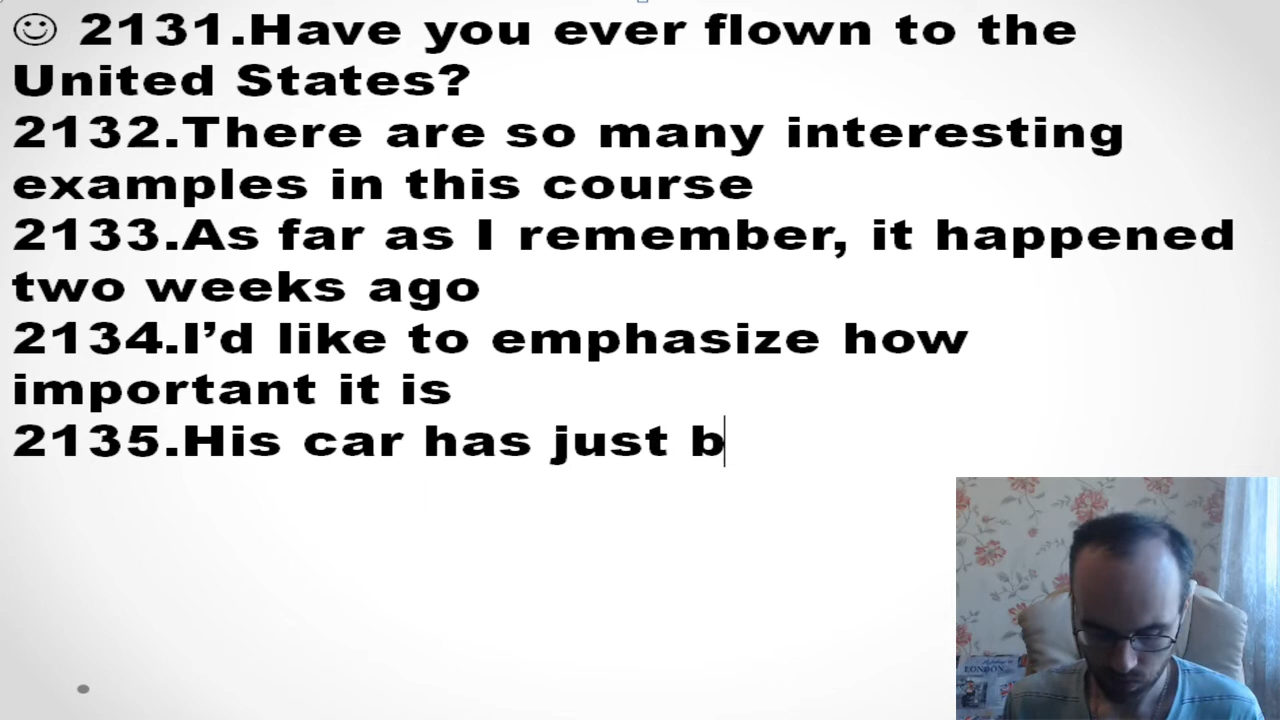 ☺ 2131.Have you ever flown to the
United States?
2132.There are so many interesting
examples in this course
2133.As far as I remember, it happened
two weeks ago
2134.I’d like to emphasize how
important it is
2135.His car has just b
LONDON